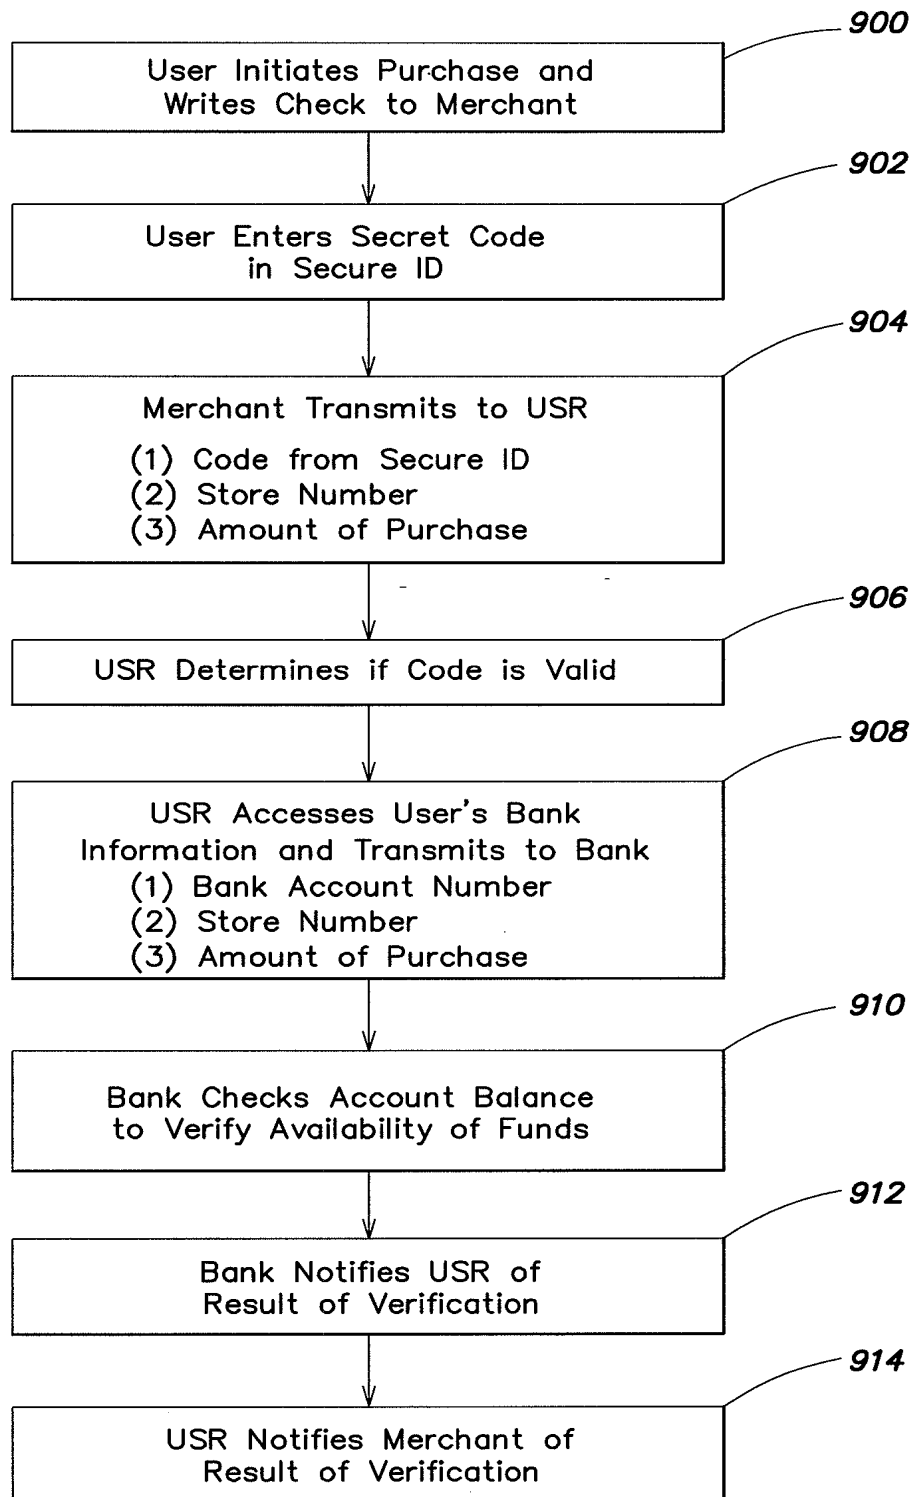 900
User Initiates Purchase and
Writes Check to Merchant
902
User Enters Secret Code
in Secure ID
904
Merchant Transmits to USR
(1) Code from Secure ID
(2) Store Number
(3) Amount of Purchase
906
USR Determines if Code is Valid
908
USR Accesses User's Bank
Information and Transmits to Bank
(1) Bank Account Number
(2) Store Number
(3) Amount of Purchase
910
Bank Checks Account Balance
to Verify Availability of Funds
912
Bank Notifies USR of
Result of Verification
914
USR Notifies Merchant of
Result of Verification